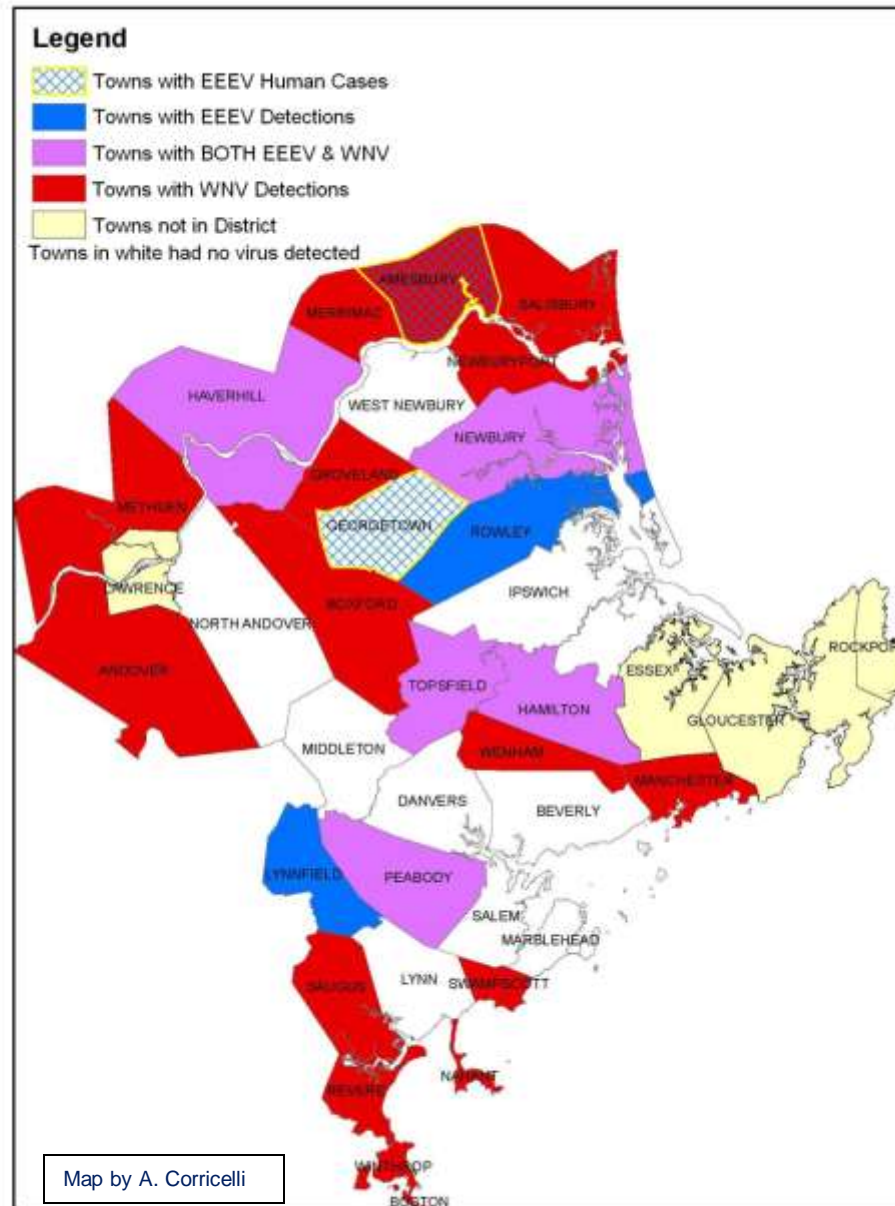 Legend
Towns with EEEV Human Cases
Towns with EEEV Detections
Towns with BOTH EEEV & WNV
Towns with WNV Detections
Towns not in District
Towns in white had no virus detected
AMESBURY
MERRIMAC
SALISBURY
NEWBURYPORT
HAVERHILL
WEST NEWBURY
NEWBURY
GROVELAND
METHUEN
GEORGETOWN
ROWLEY
LAWRENCE
BOXFORD
IPSWICH
NORTH ANDOVER
ANDOVER
TOPSFIELD
ESSEX
ROCKPOR
HAMILTON
GLOUCESTER
MIDDLETON
WENHAM
MANCHESTER
DANVERS
BEVERLY
LYNNFIELD
PEABODY
SALEM
MARBLEHEAD
LYNN
SWAMPSCOTT
SAUGUS
NAHANT
REVERE
WINTHROP
BOSTON
Map by A. Corricelli